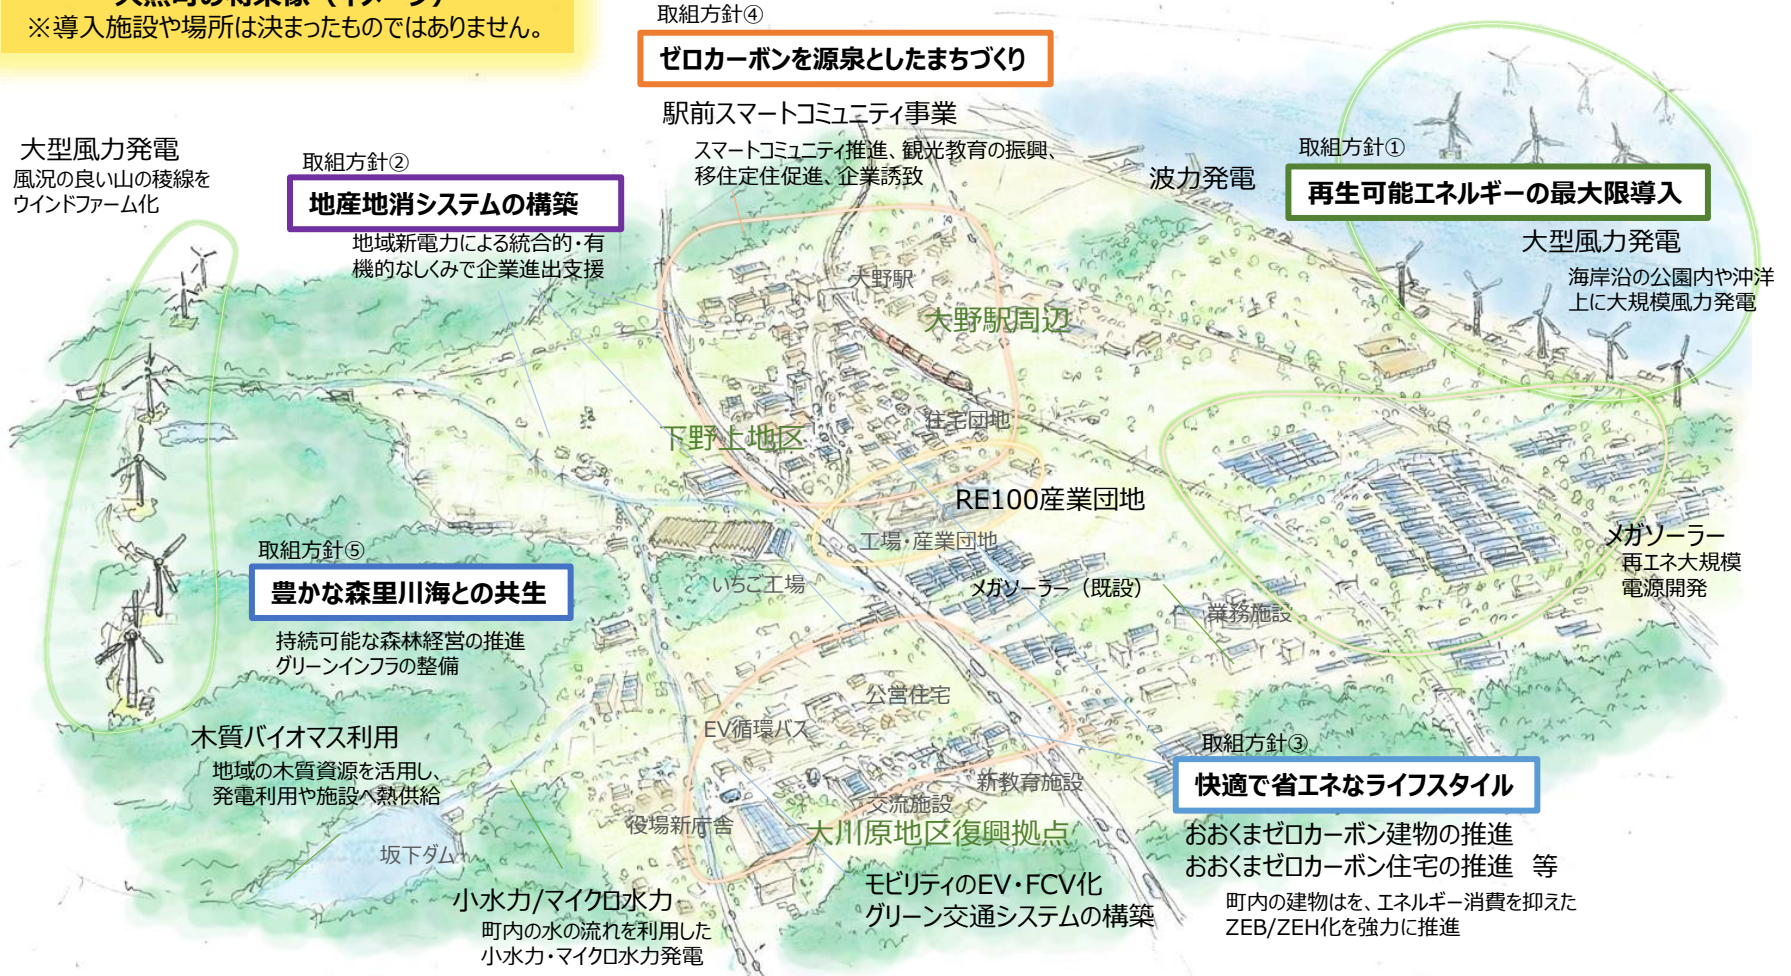 大熊町の将来像（イメージ）
※導入施設や場所は決まったものではありません。
取組方針④
ゼロカーボンを源泉としたまちづくり
駅前スマートコミュニティ事業
スマートコミュニティ推進、観光教育の振興、
移住定住促進、企業誘致
大型風力発電
風況の良い山の稜線を
ウインドファーム化
取組方針②
地産地消システムの構築
地域新電力による統合的・有
機的なしくみで企業進出支援
波力発電
取組方針①
再生可能エネルギーの最大限導入
大型風力発電
海岸沿の公園内や沖洋
上に大規模風力発電
大野駅
大野駅周辺
住宅団地
下野上地区
RE100産業団地
工場・産業団地
いちご工場
メガソーラー（既設）
業務施設
メガソーラー
再エネ大規模
電源開発
取組方針⑤
豊かな森里川海との共生
持続可能な森林経営の推進
グリーンインフラの整備
木質バイオマス利用
地域の木質資源を活用し、
発電利用や施設へ熱供給
公営住宅
EV循環バス
新教育施設
交流施設
役場新庁舎
大川原地区復興拠点
坂下ダム
小水力/マイクロ水力
町内の水の流れを利用した
小水力・マイクロ水力発電
モビリティのEV・FCV化
グリーン交通システムの構築
取組方針③
快適で省エネなライフスタイル
おおくまゼロカーボン建物の推進
おおくまゼロカーボン住宅の推進　等
町内の建物はを、エネルギー消費を抑えた
ZEB/ZEH化を強力に推進